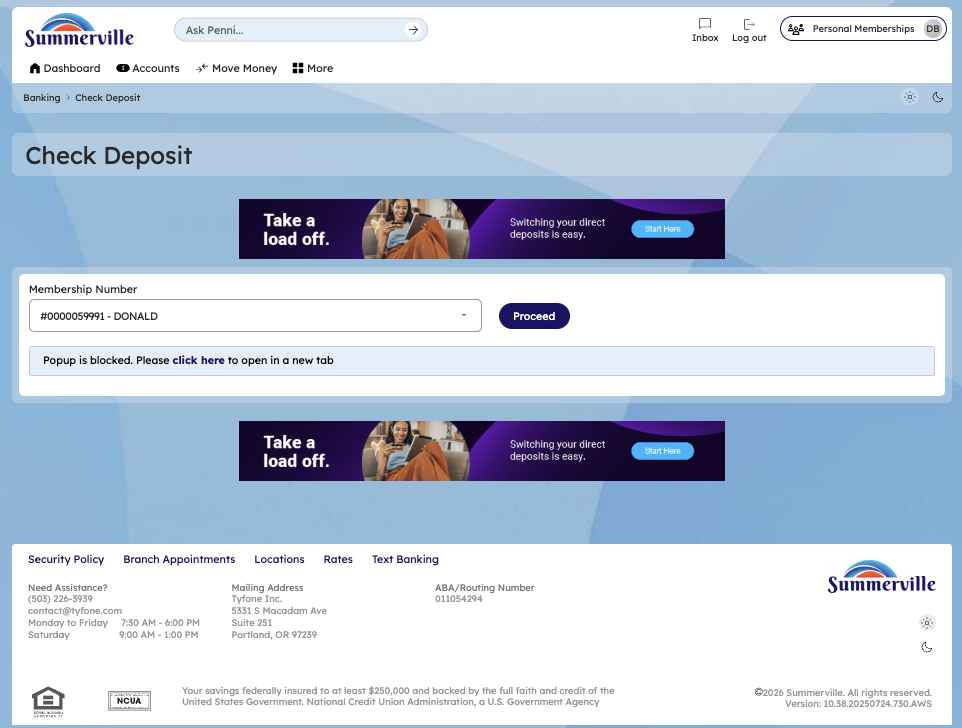 Summerville
Ask Penni...
Inbox
Log out
Personal Memberships
DB
Dashboard
Accounts
Move Money
More
Banking
Check Deposit
Check Deposit
Take a
load off.
Switching your direct
deposits is easy.
Start Here
Membership Number
#0000059991 - DONALD
Proceed
Popup is blocked. Please click here to open in a new tab
Take a
load off.
Switching your direct
deposits is easy.
Start Here
Security Policy
Branch Appointments
Locations
Rates
Text Banking
Need Assistance?
(503) 226-3939
contact@tyfone.com
Monday to Friday 7:30 AM - 6:00 PM
Saturday 9:00 AM - 1:00 PM
Mailing Address
Tyfone Inc.
5331 S Macadam Ave
Suite 251
Portland, OR 97239
ABA/Routing Number
011054294
Summerville
NCUA
Your savings federally insured to at least $250,000 and backed by the full faith and credit of the
United States Government. National Credit Union Administration, a U.S. Government Agency
©2026 Summerville. All rights reserved.
Version: 10.38.20250724.730.AWS